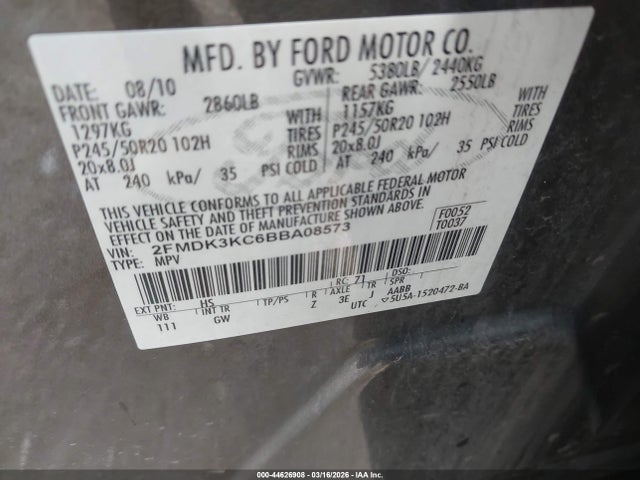 MFD. BY FORD MOTOR CO.
DATE: 08/10 GVWR: 5380LB/ 2440KG
FRONT GAWR: 2860LB REAR GAWR: 2550LB
1297KG WITH 1157KG WITH
P245/50R20 102H TIRES P245/50R20 102H TIRES
20x8.0J RIMS 20x8.0J RIMS
AT 240 kPa/ 35 PSI COLD AT 240 kPa/ 35 PSI COLD
THIS VEHICLE CONFORMS TO ALL APPLICABLE FEDERAL MOTOR
VEHICLE SAFETY AND THEFT PREVENTION STANDARDS IN
EFFECT ON THE DATE OF MANUFACTURE SHOWN ABOVE.
VIN: 2FMDK3KC6BBA08573 F0052
TYPE: MPV T0037
EXT PNT: HS RC: 71 DSO:
WB INT TR TP/PS R AXLE TR SPR
111 GW Z 3E J AABB
UTC 5U5A-1520472-BA
000-44626908 - 03/16/2026 - IAA Inc.